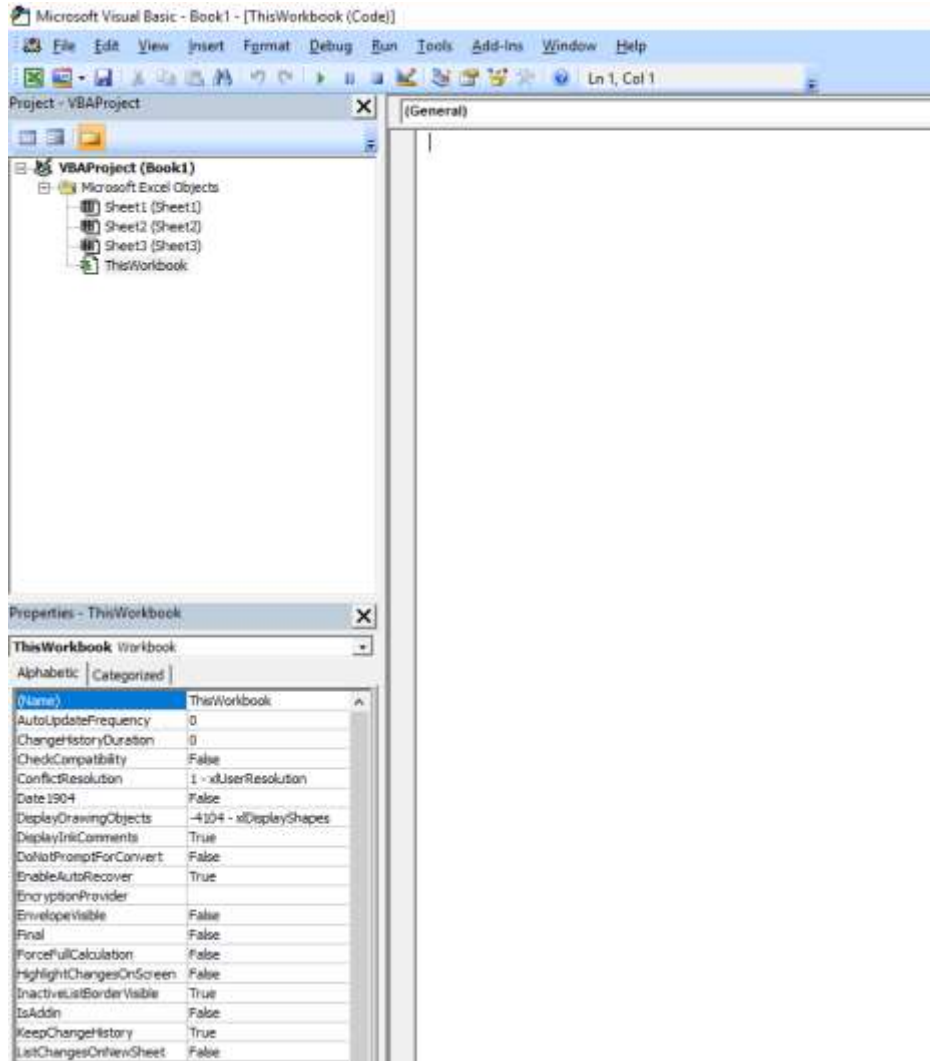 Microsoft Visual Basic - Book1 - [ThisWorkbook (Code)]
File Edit View Insert Format Debug Run Tools Add-Ins Window Help
Ln 1, Col 1
Project - VBAProject
(General)
VBAProject (Book1)
Microsoft Excel Objects
Sheet1 (Sheet1)
Sheet2 (Sheet2)
Sheet3 (Sheet3)
ThisWorkbook
Properties - ThisWorkbook
ThisWorkbook Workbook
Alphabetic Categorized
(Name) ThisWorkbook
AutoUpdateFrequency 0
ChangeHistoryDuration 0
CheckCompatibility False
ConflictResolution 1 - xlUserResolution
Date1904 False
DisplayDrawingObjects -4104 - xlDisplayShapes
DisplayInkComments True
DoNotPromptForConvert False
EnableAutoRecover True
EncryptionProvider
EnvelopeVisible False
Final False
ForceFullCalculation False
HighlightChangesOnScreen False
InactiveListBorderVisible True
IsAddin False
KeepChangeHistory True
ListChangesOnNewSheet False